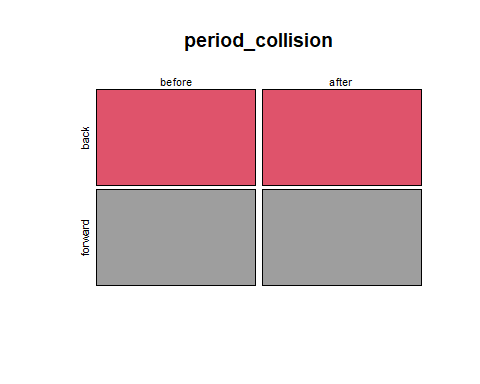 period_collision
before
after
back
forward